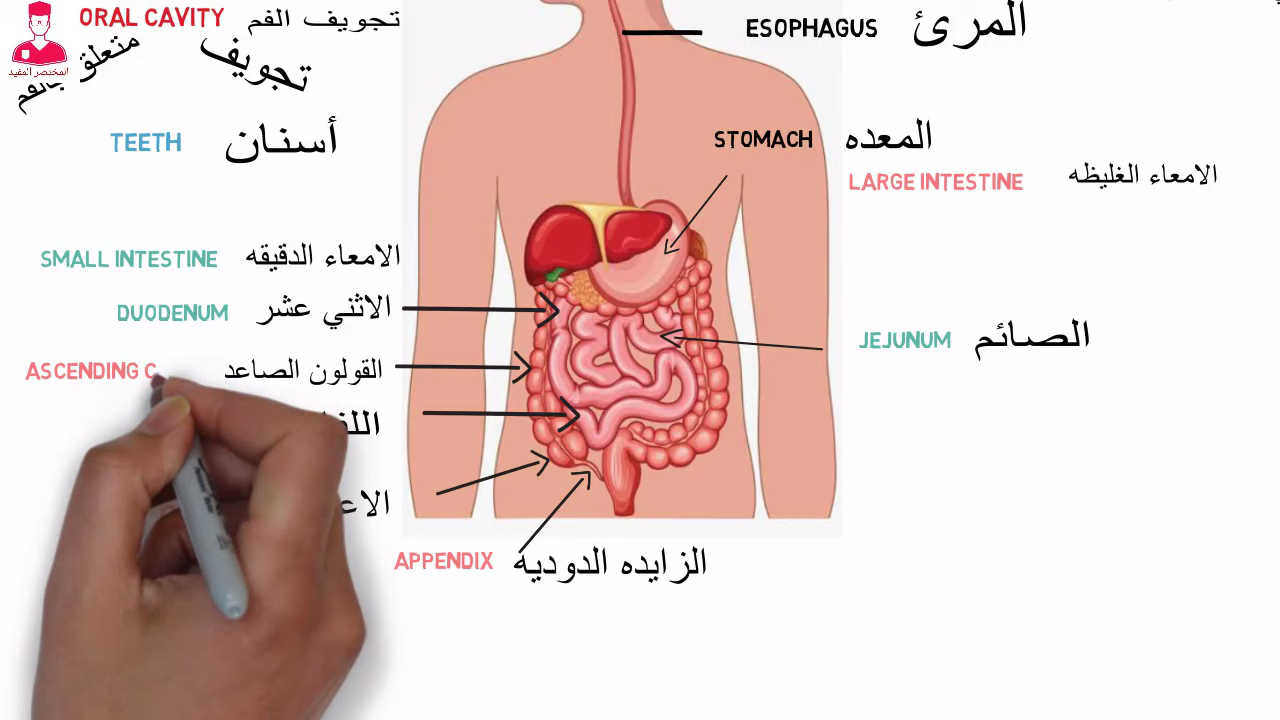 ORAL CAVITY تجويف الفم
المختصر المفيد
متعلق بالفم
تجويف
ESOPHAGUS المرئ
TEETH أسنان
STOMACH المعده
LARGE INTESTINE الامعاء الغليظه
SMALL INTESTINE الامعاء الدقيقه
DUODENUM الاثني عشر
JEJUNUM الصائم
ASCENDING C القولون الصاعد
APPENDIX الزايده الدوديه